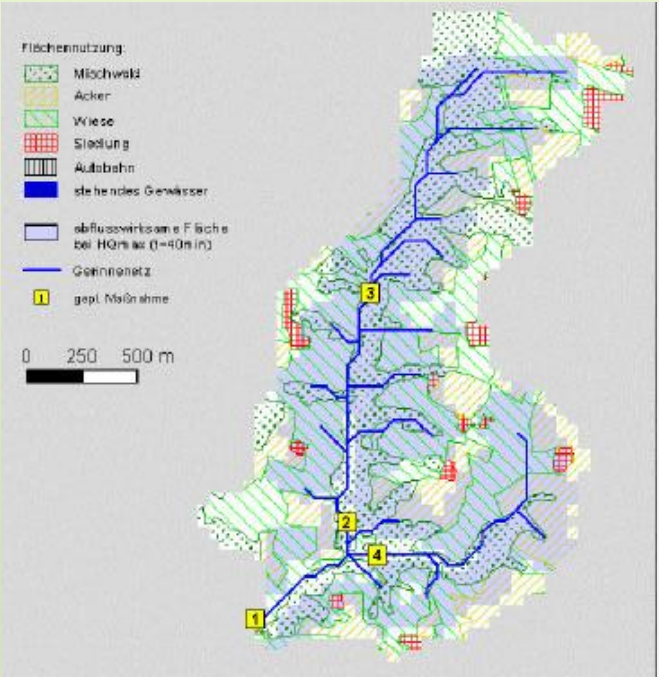 Flächennutzung:
Mischwald
Acker
Wiese
Siedlung
Autobahn
stehendes Gewässer
abflusswirksame Fläche
bei HQmax (t=40min)
Gerinnenetz
1 gepl. Maßnahme
0 250 500 m
3
2
4
1